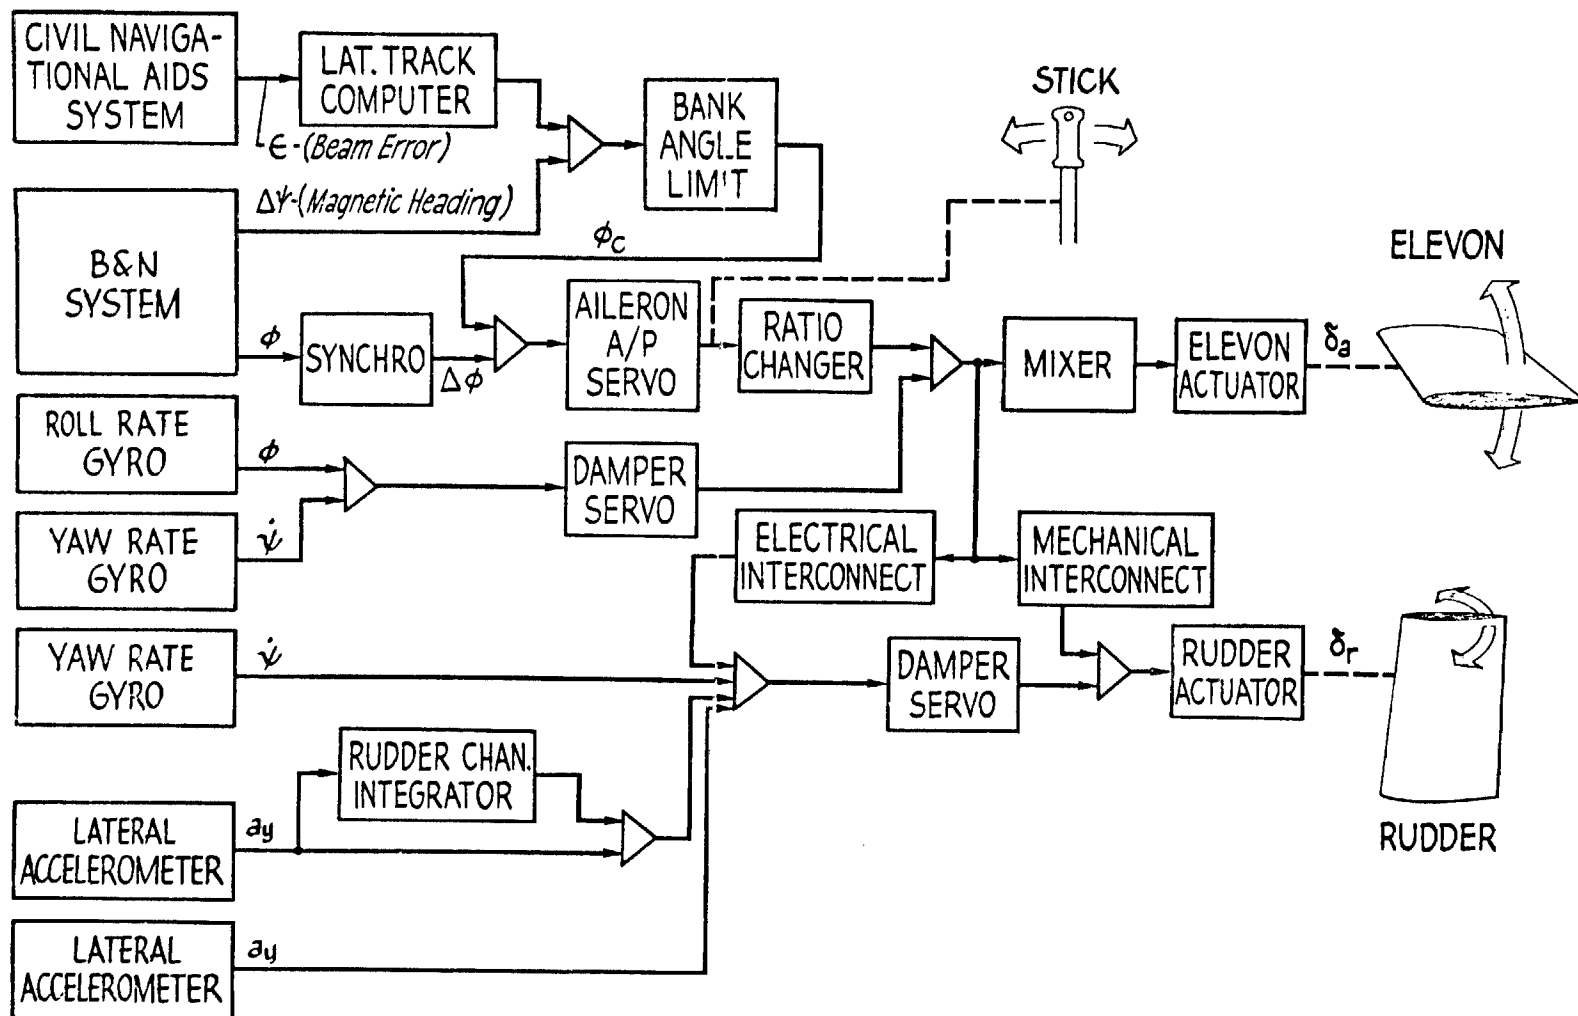 CIVIL NAVIGA-
TIONAL AIDS
SYSTEM
LAT. TRACK
COMPUTER
BANK
ANGLE
LIMIT
STICK
ϵ-(Beam Error)
Δψ-(Magnetic Heading)
B&N
SYSTEM
ϕc
ELEVON
ϕ
SYNCHRO
Δϕ
AILERON
A/P
SERVO
RATIO
CHANGER
MIXER
ELEVON
ACTUATOR
δa
ROLL RATE
GYRO
ϕ
DAMPER
SERVO
YAW RATE
GYRO
ψ̇
ELECTRICAL
INTERCONNECT
MECHANICAL
INTERCONNECT
YAW RATE
GYRO
ψ̇
DAMPER
SERVO
RUDDER
ACTUATOR
δr
RUDDER CHAN.
INTEGRATOR
LATERAL
ACCELEROMETER
ay
RUDDER
LATERAL
ACCELEROMETER
ay